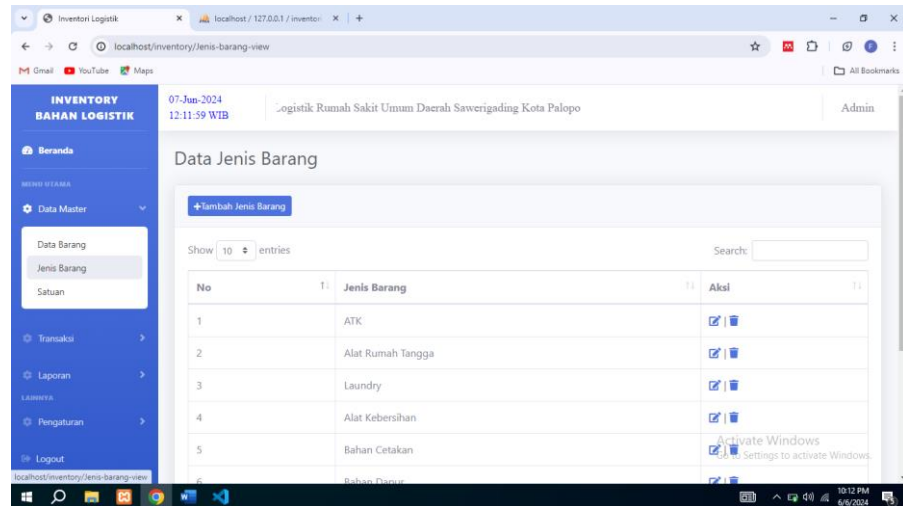 Inventori Logistik
localhost / 127.0.0.1 / inventori
localhost/inventory/Jenis-barang-view
Gmail YouTube Maps All Bookmarks
INVENTORY
BAHAN LOGISTIK
07-Jun-2024
12:11:59 WIB
Logistik Rumah Sakit Umum Daerah Sawerigading Kota Palopo
Admin
Beranda
MENU UTAMA
Data Master
Data Barang
Jenis Barang
Satuan
Transaksi
Laporan
LAINNYA
Pengaturan
Logout
Data Jenis Barang
+Tambah Jenis Barang
Show 10 entries
Search:
No Jenis Barang Aksi
1 ATK |
2 Alat Rumah Tangga |
3 Laundry |
4 Alat Kebersihan |
5 Bahan Cetakan |
6 Bahan Dapur |
Activate Windows
Go to Settings to activate Windows.
localhost/inventory/Jenis-barang-view
10:12 PM
6/6/2024